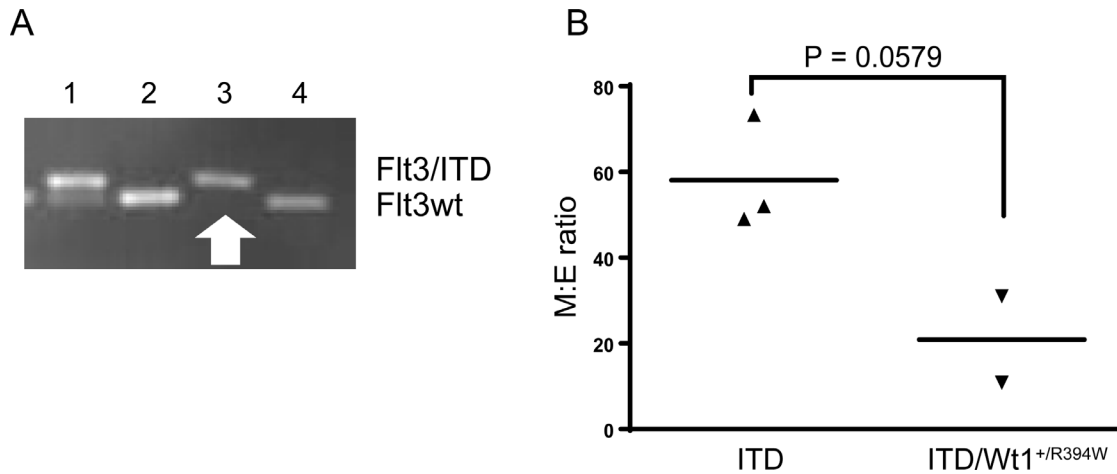 A
1 2 3 4
Flt3/ITD
Flt3wt
B
P = 0.0579
M:E ratio
80
60
40
20
0
ITD
ITD/Wt1+/R394W